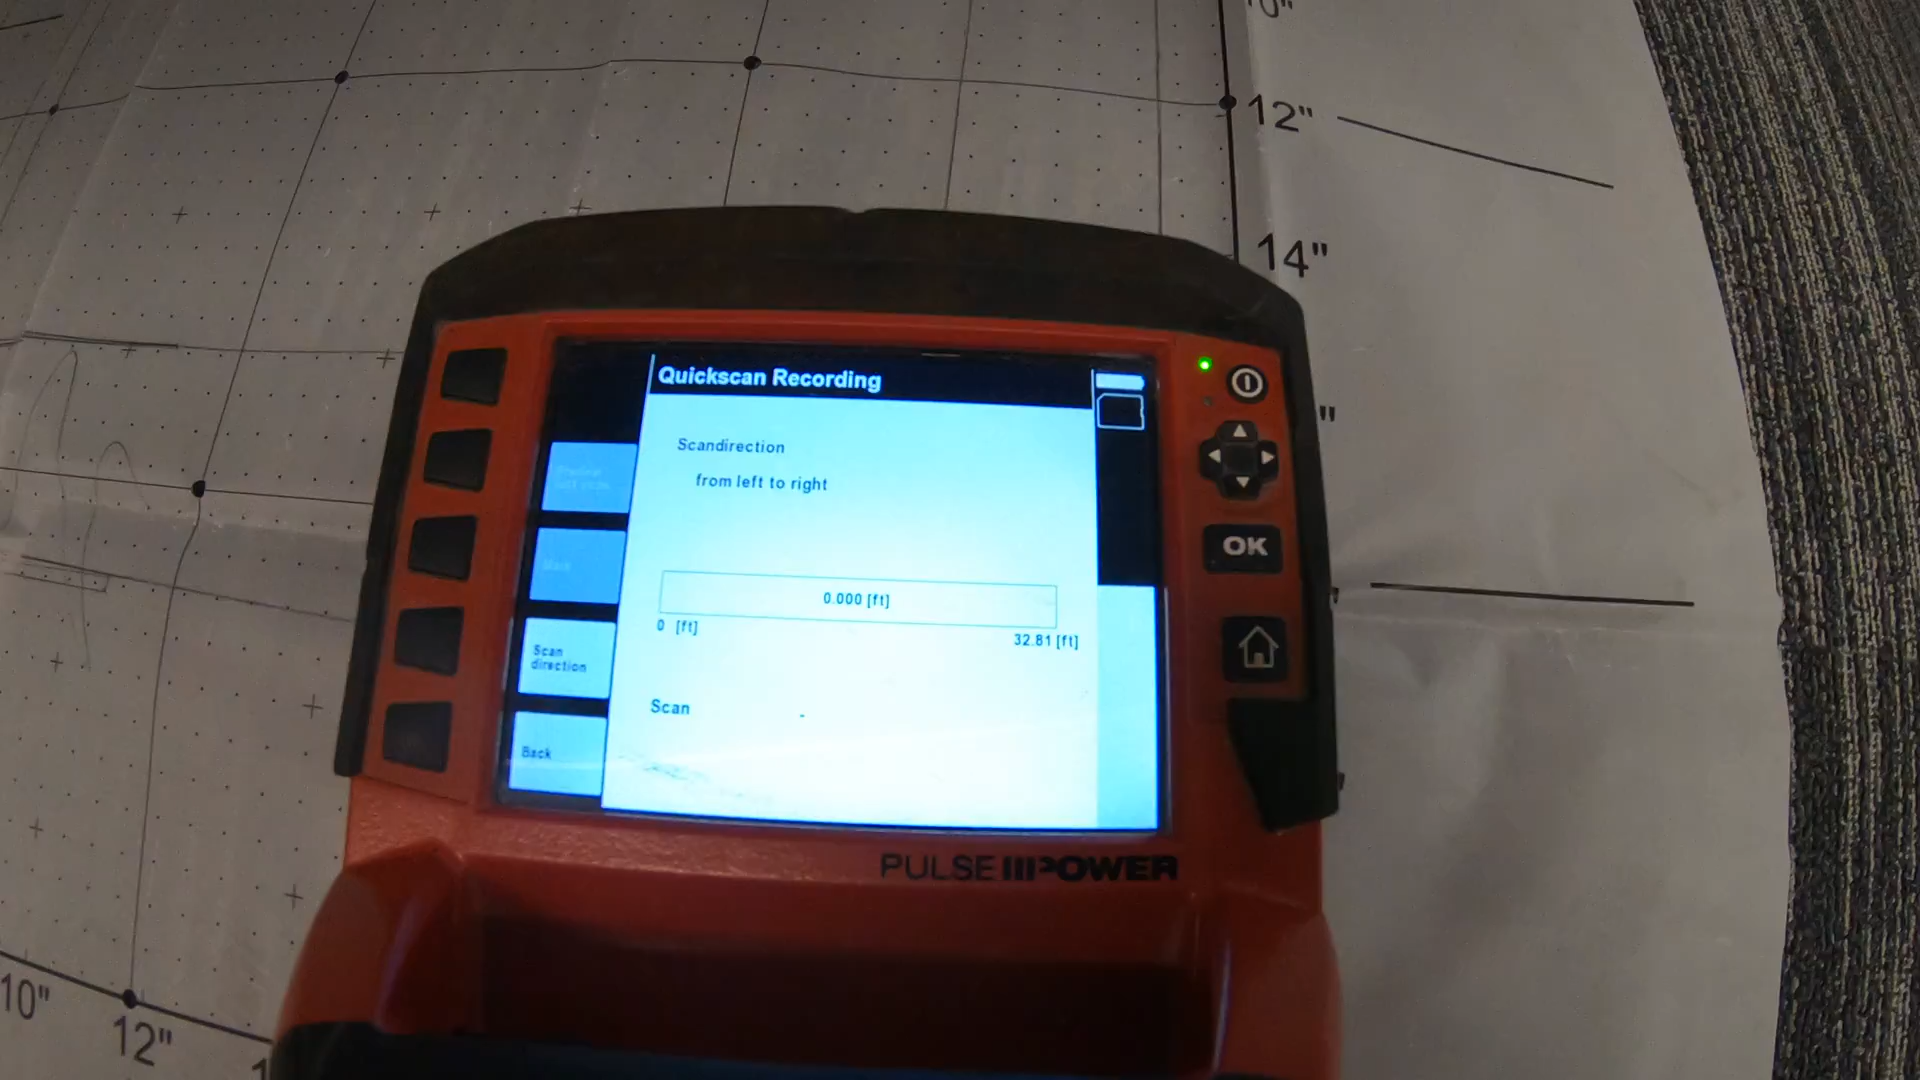 12"
14"
Quickscan Recording
Scandirection
from left to right
0.000 [ft]
0 [ft]
32.81 [ft]
Mark
Scan
direction
Scan -
Back
OK
PULSE POWER
10"
12"